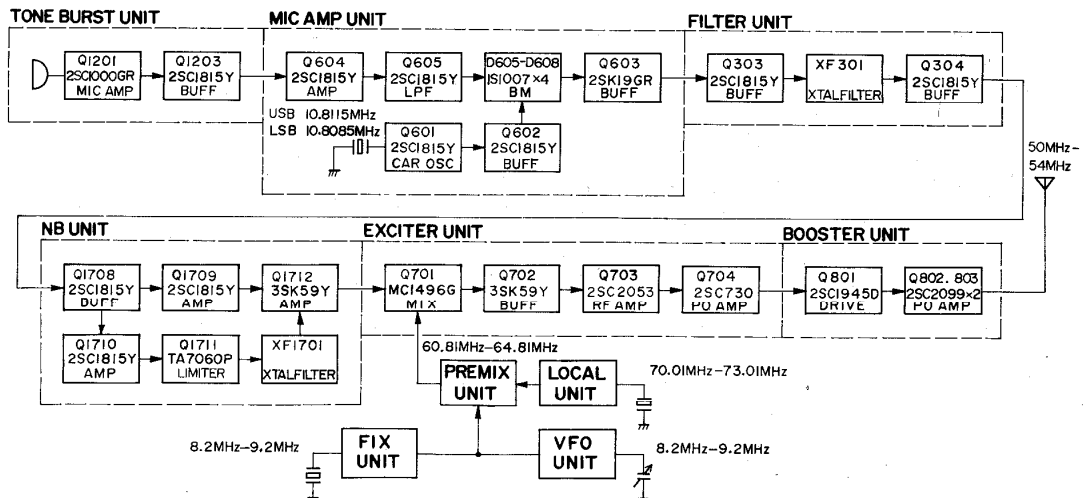 TONE BURST UNIT
MIC AMP UNIT
FILTER UNIT
Q1201
2SC1000GR
MIC AMP
Q1203
2SC1815Y
BUFF
Q604
2SC1815Y
AMP
Q605
2SC1815Y
LPF
D605-D608
IS1007×4
BM
Q603
2SK19GR
BUFF
Q303
2SC1815Y
BUFF
XF301
XTALFILTER
Q304
2SC1815Y
BUFF
USB 10.8115MHz
LSB 10.8085MHz
Q601
2SC1815Y
CAR OSC
Q602
2SC1815Y
BUFF
50MHz-
54MHz
NB UNIT
EXCITER UNIT
BOOSTER UNIT
Q1708
2SC1815Y
BUFF
Q1709
2SC1815Y
AMP
Q1712
3SK59Y
AMP
Q701
MC1496G
MIX
Q702
3SK59Y
BUFF
Q703
2SC2053
RF AMP
Q704
2SC730
PO AMP
Q801
2SC1945D
DRIVE
Q802. 803
2SC2099×2
PO AMP
Q1710
2SC1815Y
AMP
Q1711
TA7060P
LIMITER
XF1701
XTALFILTER
60.81MHz-64.81MHz
PREMIX
UNIT
LOCAL
UNIT
70.01MHz-73.01MHz
8.2MHz-9.2MHz
FIX
UNIT
VFO
UNIT
8.2MHz-9.2MHz